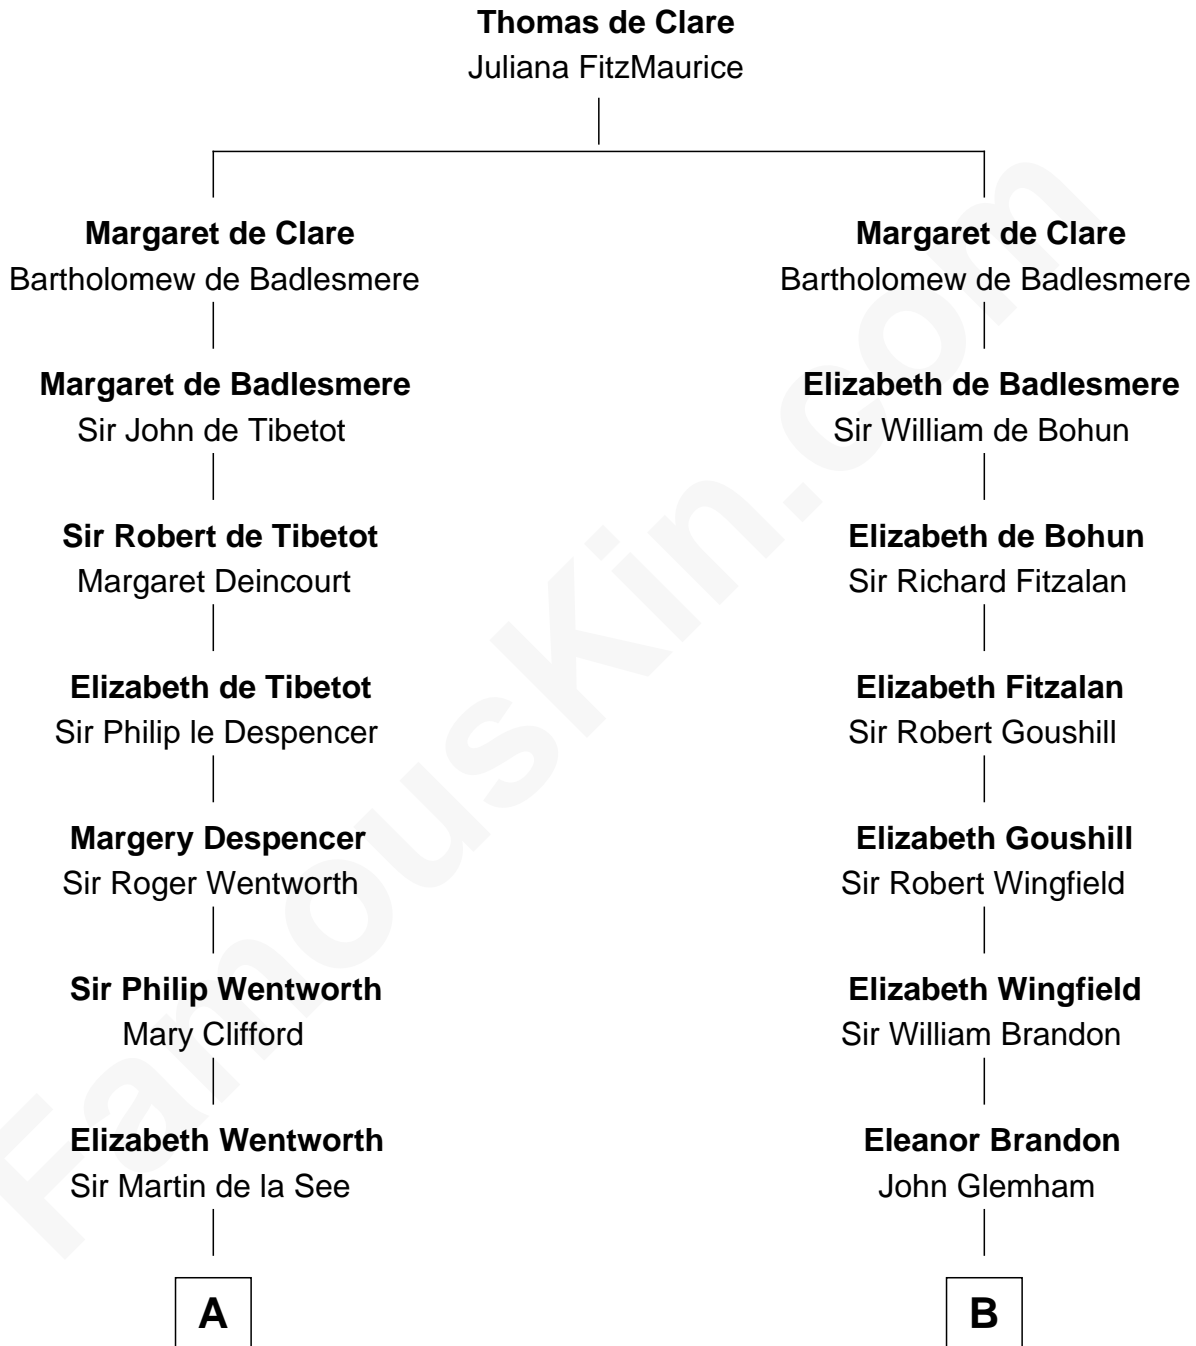 Thomas de Clare
Juliana FitzMaurice
Margaret de Clare
Bartholomew de Badlesmere
Margaret de Clare
Bartholomew de Badlesmere
Margaret de Badlesmere
Sir John de Tibetot
Elizabeth de Badlesmere
Sir William de Bohun
Sir Robert de Tibetot
Margaret Deincourt
Elizabeth de Bohun
Sir Richard Fitzalan
Elizabeth de Tibetot
Sir Philip le Despencer
Elizabeth Fitzalan
Sir Robert Goushill
Margery Despencer
Sir Roger Wentworth
Elizabeth Goushill
Sir Robert Wingfield
Sir Philip Wentworth
Mary Clifford
Elizabeth Wingfield
Sir William Brandon
Elizabeth Wentworth
Sir Martin de la See
Eleanor Brandon
John Glemham
A
B
FamousKin.com